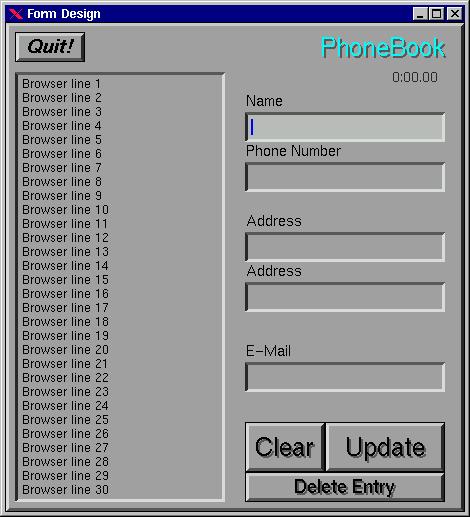 Form Design
Quit!
PhoneBook
0:00.00
Browser line 1
Browser line 2
Browser line 3
Browser line 4
Browser line 5
Browser line 6
Browser line 7
Browser line 8
Browser line 9
Browser line 10
Browser line 11
Browser line 12
Browser line 13
Browser line 14
Browser line 15
Browser line 16
Browser line 17
Browser line 18
Browser line 19
Browser line 20
Browser line 21
Browser line 22
Browser line 23
Browser line 24
Browser line 25
Browser line 26
Browser line 27
Browser line 28
Browser line 29
Browser line 30
Name
Phone Number
Address
Address
E-Mail
Clear
Update
Delete Entry